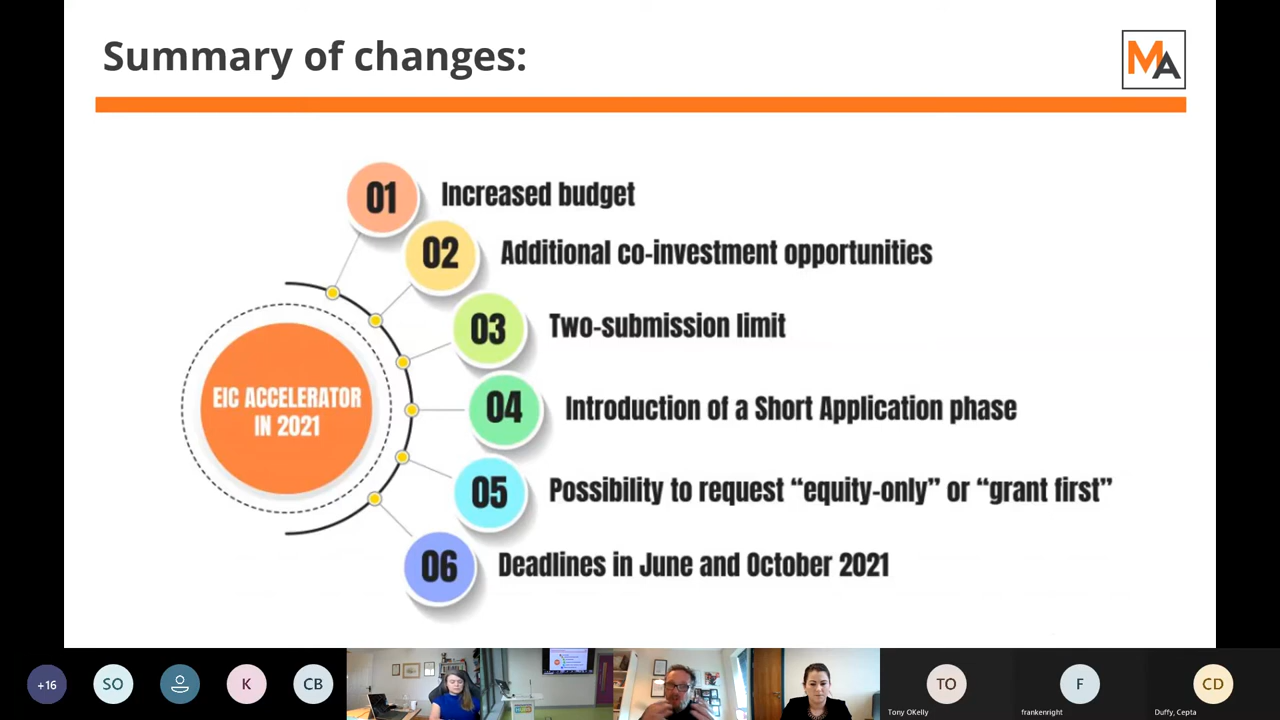 Summary of changes:
MA
01 Increased budget
02 Additional co-investment opportunities
03 Two-submission limit
EIC ACCELERATOR
IN 2021
04 Introduction of a Short Application phase
05 Possibility to request “equity-only” or “grant first”
06 Deadlines in June and October 2021
+16
SO
K
CB
TO
F
CD
Tony OKelly
frankenright
Duffy, Cepta